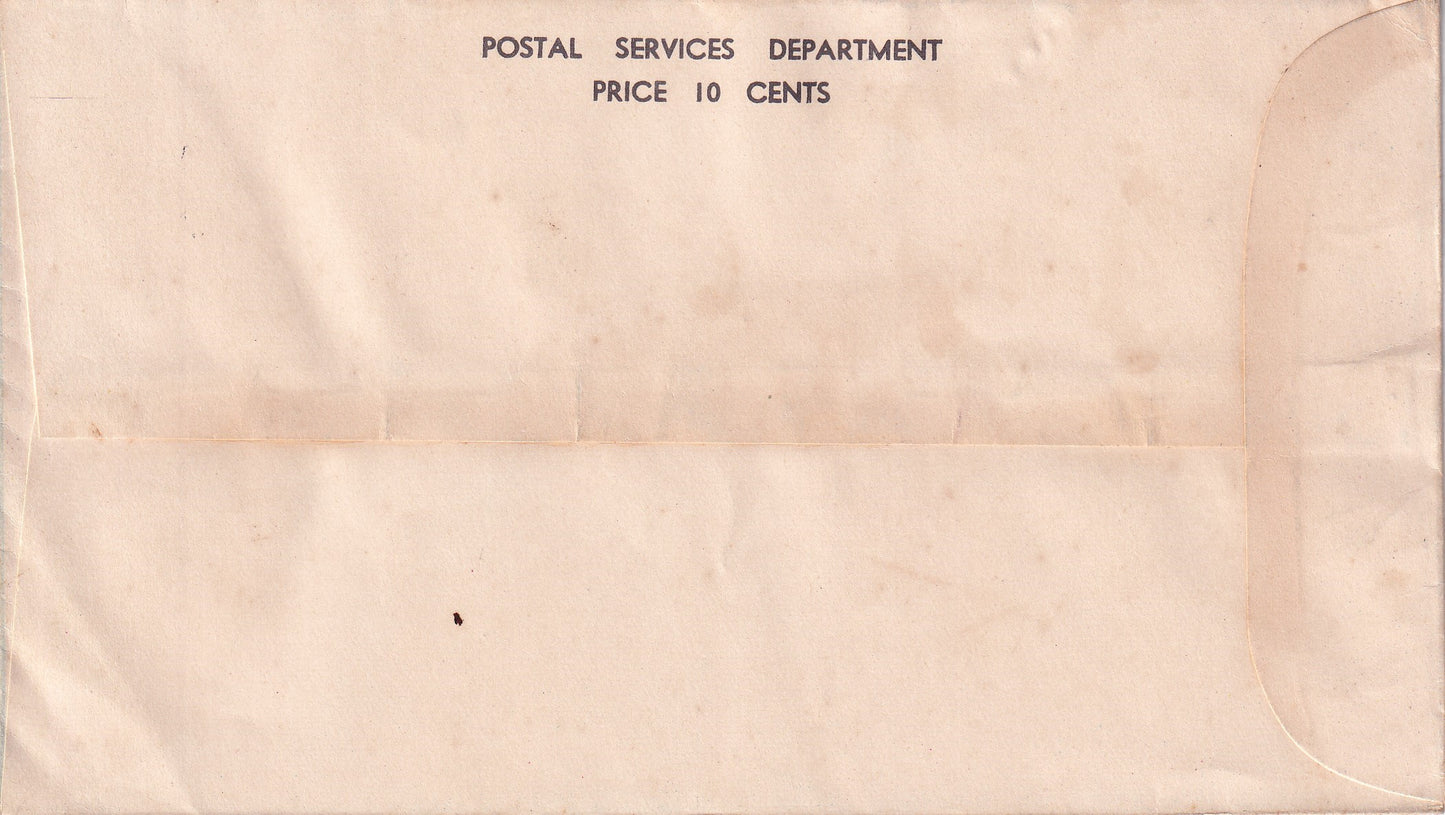 POSTAL SERVICES DEPARTMENT
PRICE 10 CENTS